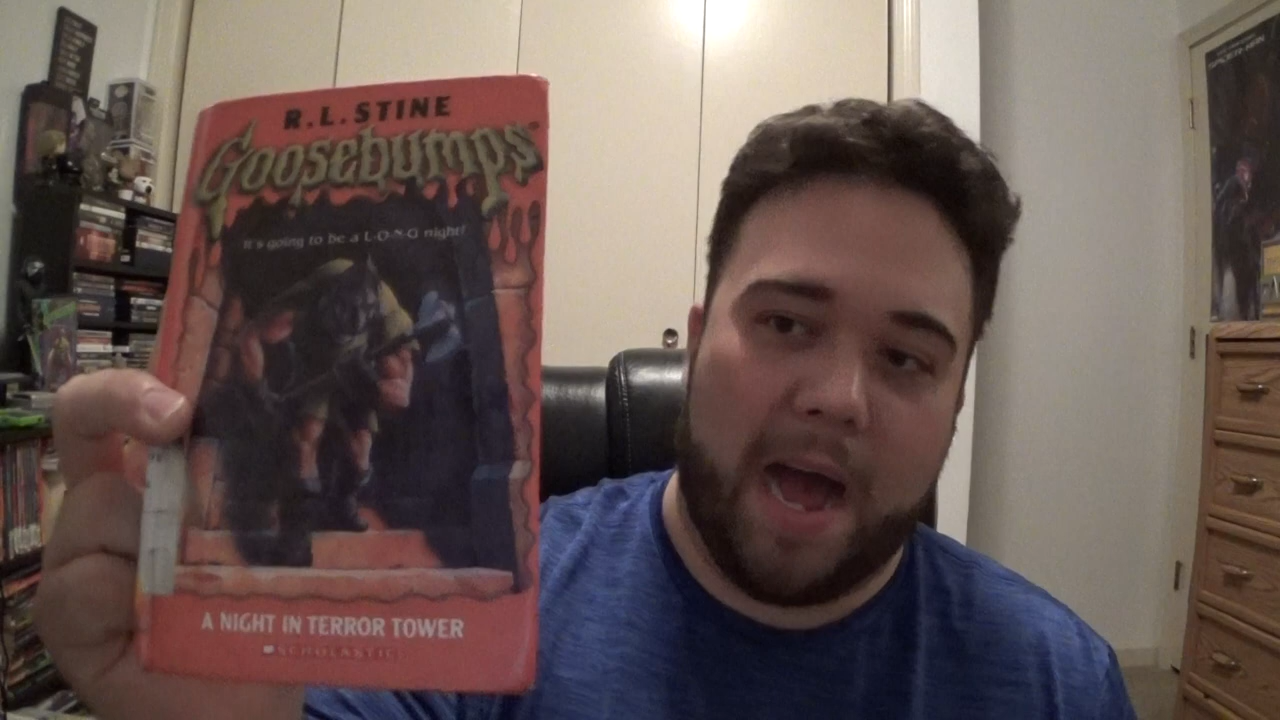 R.L. STINE
Goosebumps
It's going to be a L-O-N-G night!
A NIGHT IN TERROR TOWER
SCHOLASTIC